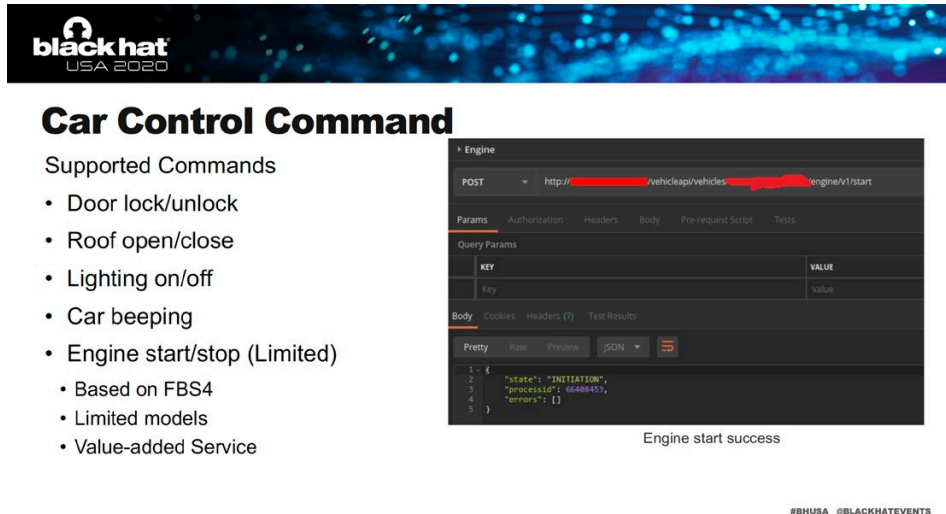 black hat
USA 2020
Car Control Command
Supported Commands
• Door lock/unlock
• Roof open/close
• Lighting on/off
• Car beeping
• Engine start/stop (Limited)
• Based on FBS4
• Limited models
• Value-added Service
Engine
POST http:// /vehicleapi/vehicles /engine/v1/start
Params Authorization Headers Body Pre-request Script Tests
Query Params
KEY VALUE
Key Value
Body Cookies Headers (7) Test Results
Pretty Raw Preview JSON
1 {
2 "state": "INITIATION",
3 "processid": 66408453,
4 "errors": []
5 }
Engine start success
#BHUSA @BLACKHATEVENTS